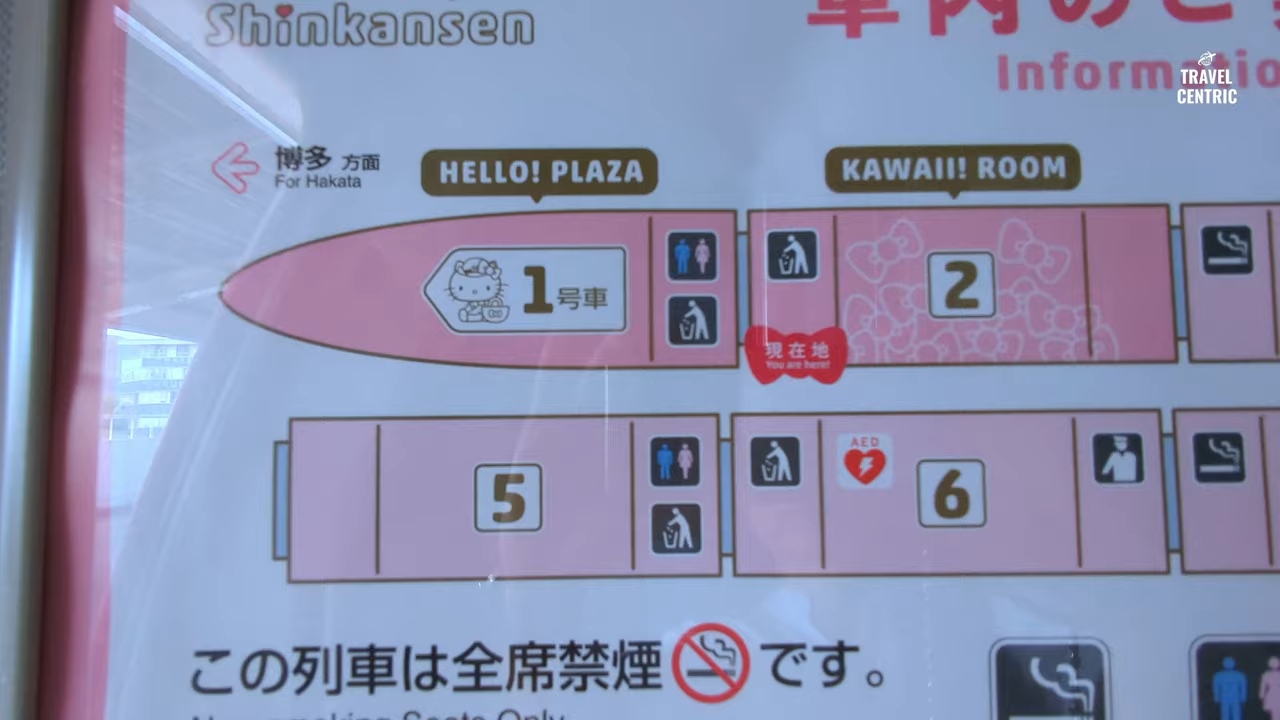 Shinkansen
車内のご
Informatio
TRAVEL
CENTRIC
博多 方面
For Hakata
HELLO! PLAZA
KAWAII! ROOM
1号車
2
現在地
You are here!
5
AED
6
この列車は全席禁煙です。